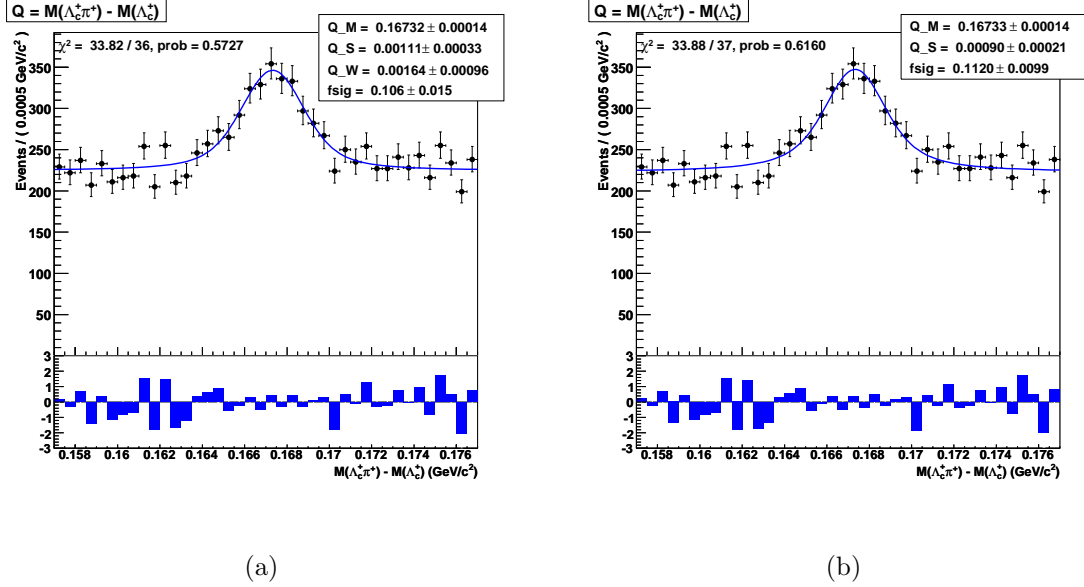 Q = M(Λc+π+) - M(Λc+)
χ² = 33.82 / 36, prob = 0.5727
Q_M = 0.16732 ± 0.00014
Q_S = 0.00111± 0.00033
Q_W = 0.00164 ± 0.00096
fsig = 0.106 ± 0.015
Events / ( 0.0005 GeV/c² )
350
300
250
200
150
100
50
3
2
1
0
-1
-2
-3
0.158 0.16 0.162 0.164 0.166 0.168 0.17 0.172 0.174 0.176
M(Λc+π+) - M(Λc+) (GeV/c²)
(a)
Q = M(Λc+π+) - M(Λc+)
χ² = 33.88 / 37, prob = 0.6160
Q_M = 0.16733 ± 0.00014
Q_S = 0.00090 ± 0.00021
fsig = 0.1120 ± 0.0099
Events / ( 0.0005 GeV/c² )
350
300
250
200
150
100
50
3
2
1
0
-1
-2
-3
0.158 0.16 0.162 0.164 0.166 0.168 0.17 0.172 0.174 0.176
M(Λc+π+) - M(Λc+) (GeV/c²)
(b)